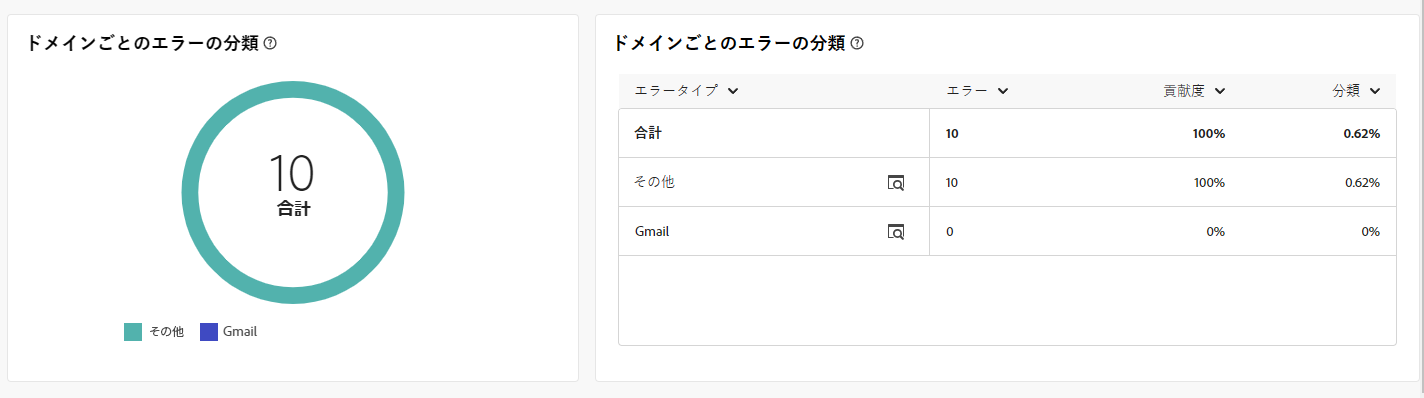 ドメインごとのエラーの分類
10
合計
その他 Gmail
ドメインごとのエラーの分類
エラータイプ エラー 貢献度 分類
合計 10 100% 0.62%
その他 10 100% 0.62%
Gmail 0 0% 0%